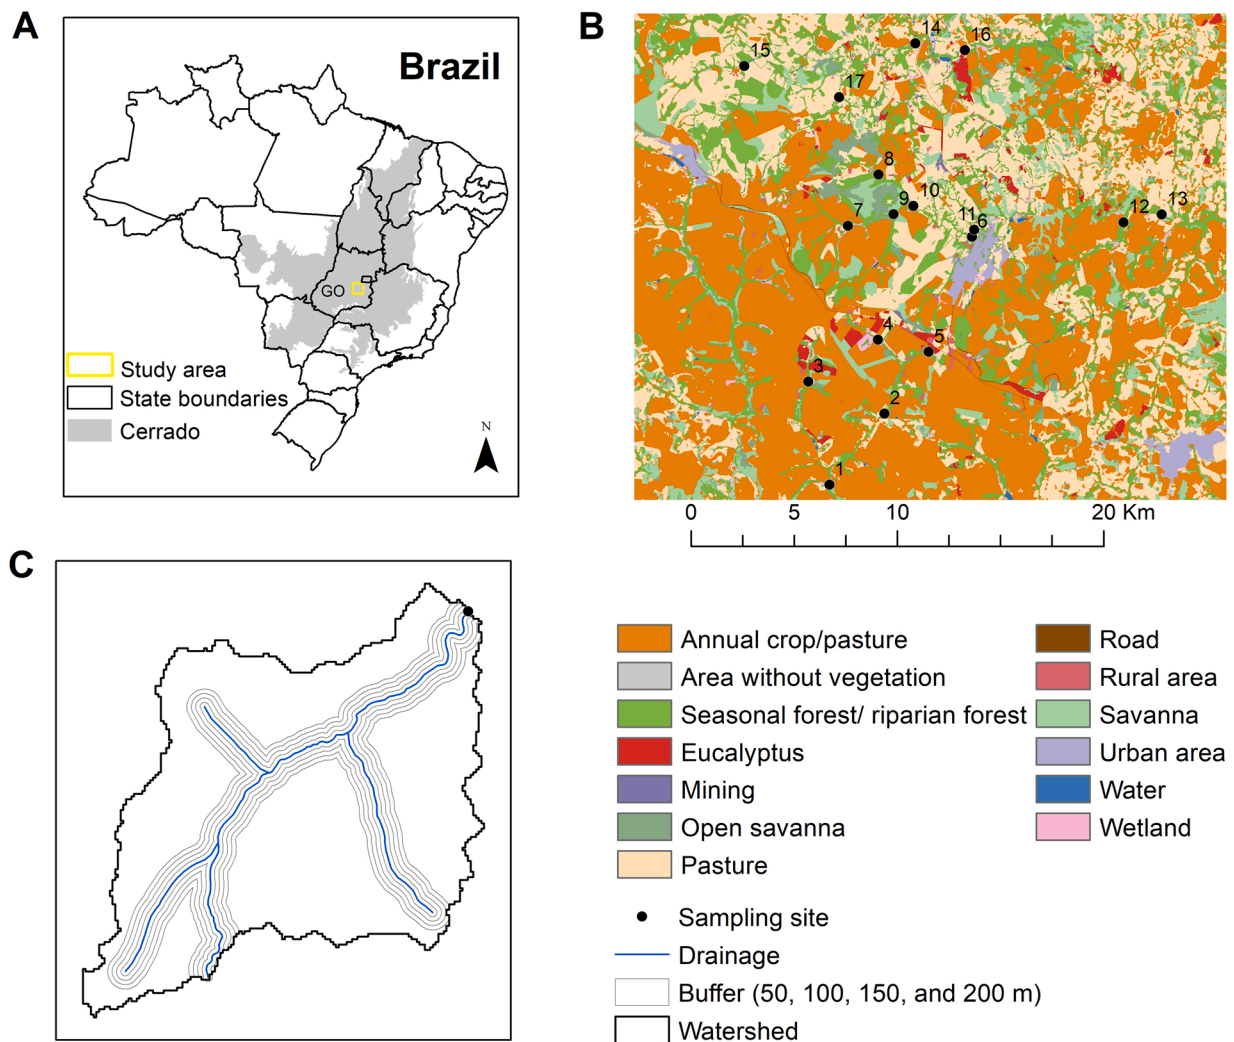 A
Brazil
GO
Study area
State boundaries
Cerrado
N
B
14
16
15
17
8
10
9
7
11
6
12
13
4
5
3
2
1
0 5 10 20 Km
C
Annual crop/pasture
Area without vegetation
Seasonal forest/ riparian forest
Eucalyptus
Mining
Open savanna
Pasture
Road
Rural area
Savanna
Urban area
Water
Wetland
Sampling site
Drainage
Buffer (50, 100, 150, and 200 m)
Watershed